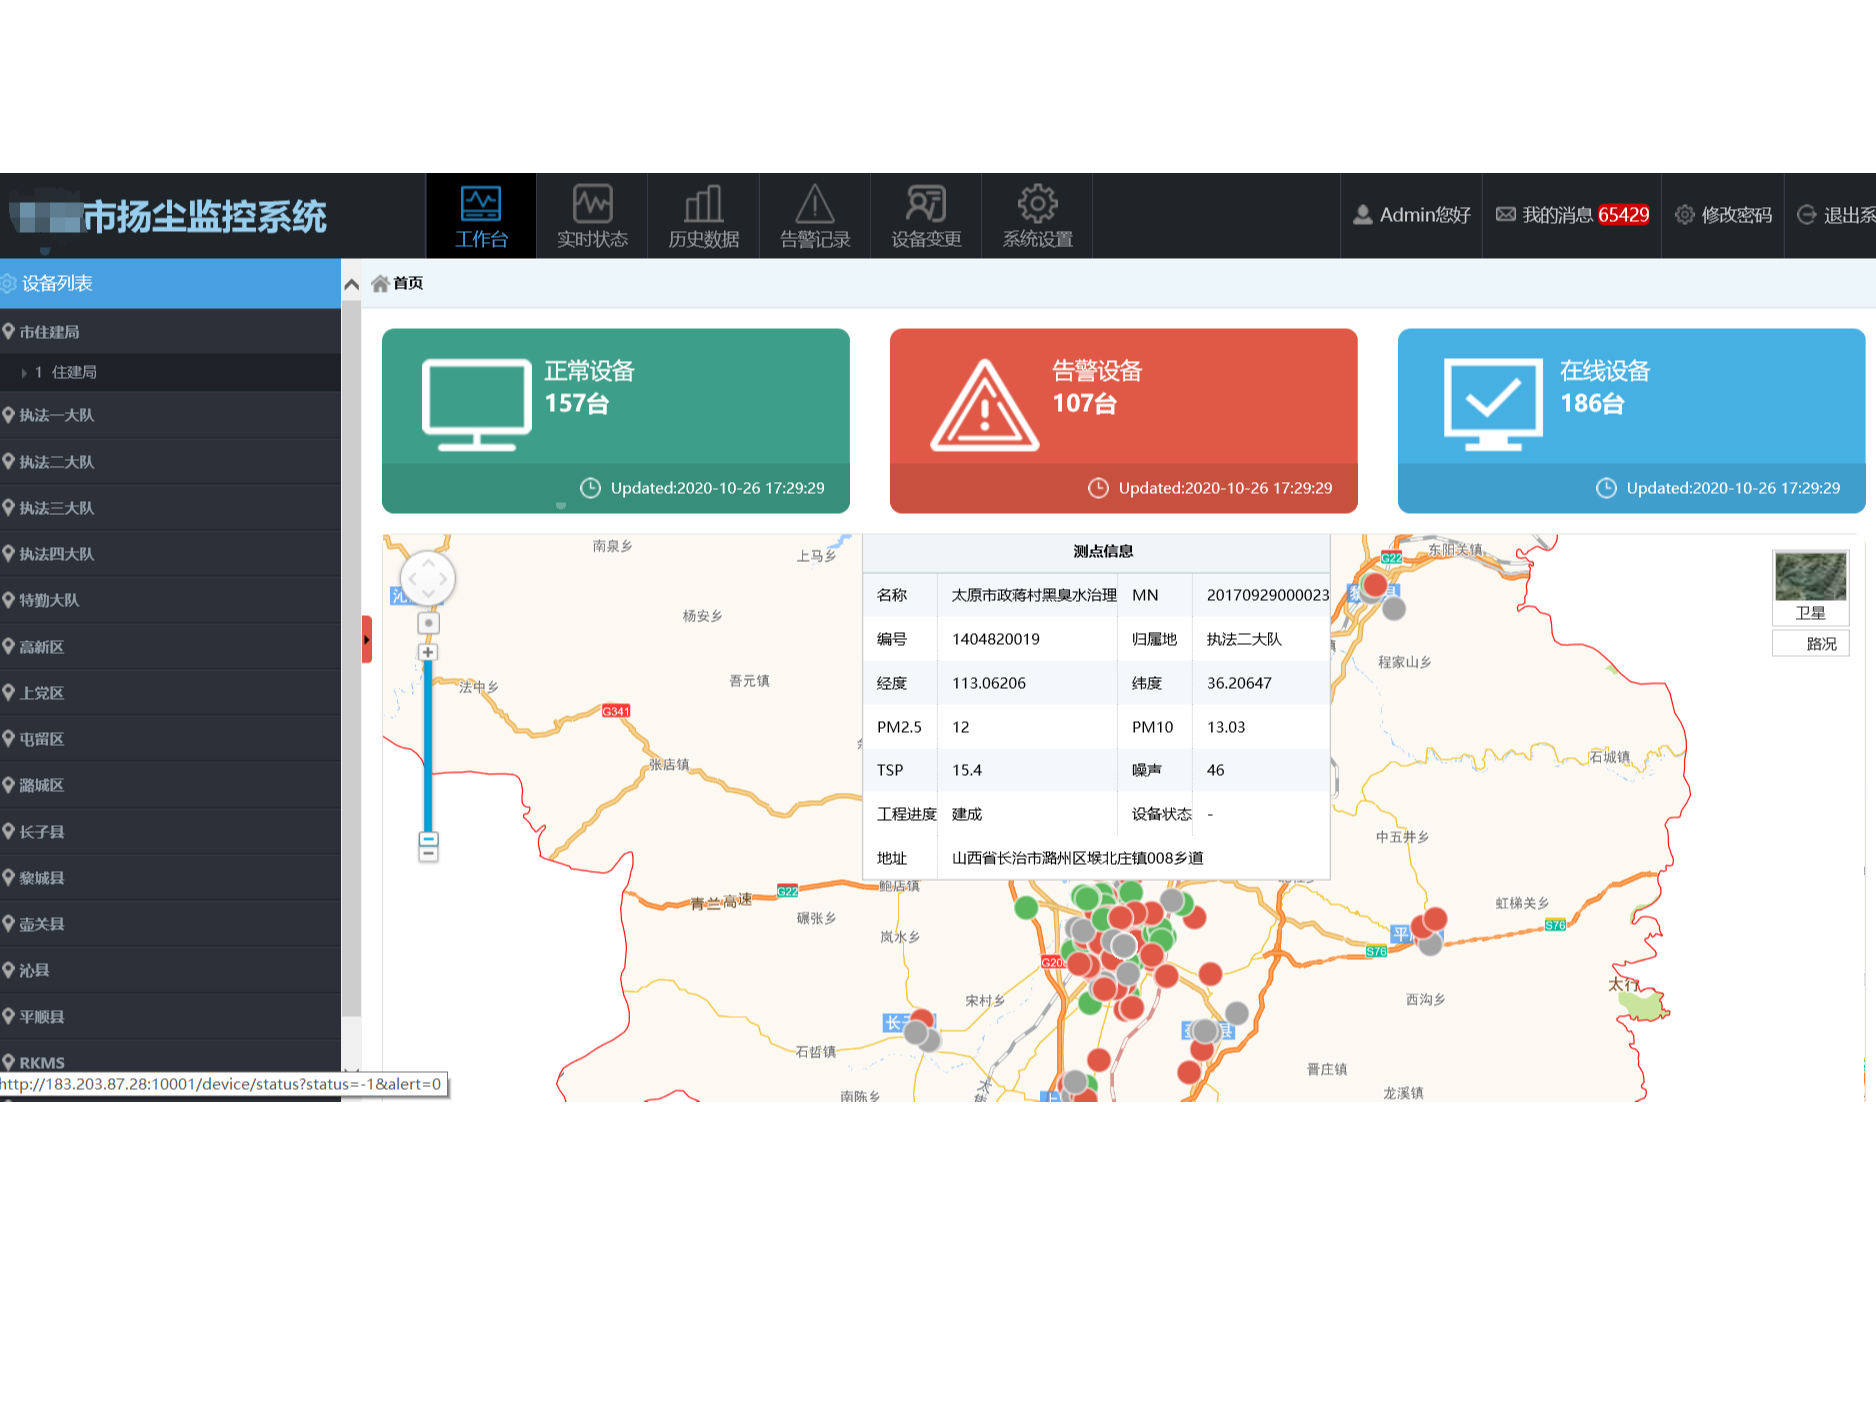 市扬尘监控系统
工作台
实时状态
历史数据
告警记录
设备变更
系统设置
Admin您好
我的消息 65429
修改密码
退出系
设备列表
市住建局
1 住建局
执法一大队
执法二大队
执法三大队
执法四大队
特勤大队
高新区
上党区
屯留区
潞城区
长子县
黎城县
壶关县
沁县
平顺县
RKMS
http://183.203.87.28:10001/device/status?status=-1&alert=0
首页
正常设备
157台
Updated:2020-10-26 17:29:29
告警设备
107台
Updated:2020-10-26 17:29:29
在线设备
186台
Updated:2020-10-26 17:29:29
测点信息
名称 太原市政蒋村黑臭水治理 MN 20170929000023
编号 1404820019 归属地 执法二大队
经度 113.06206 纬度 36.20647
PM2.5 12 PM10 13.03
TSP 15.4 噪声 46
工程进度 建成 设备状态 -
地址 山西省长治市潞州区堠北庄镇008乡道
卫星
路况
南泉乡
上马乡
东阳关镇
G22
沁
杨安乡
程家山乡
法中乡
吾元镇
G341
张店镇
石城镇
中五井乡
青兰高速
G22
鲍店镇
碾张乡
岚水乡
虹梯关乡
S76
平
S76
G20
太行
宋村乡
西沟乡
长
县
石哲镇
晋庄镇
南陈乡
上
龙溪镇